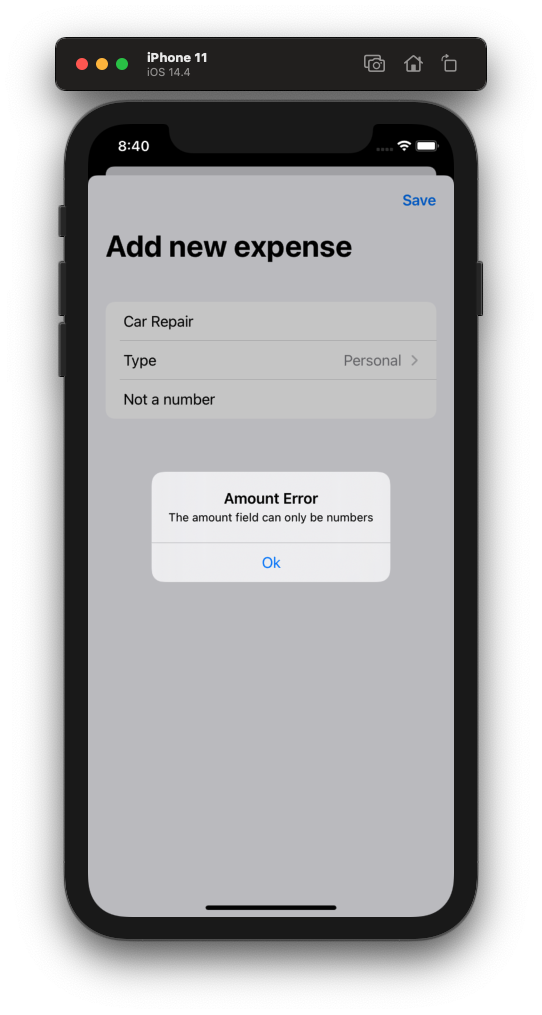 iPhone 11
iOS 14.4
8:40
Save
Add new expense
Car Repair
Type Personal
Not a number
Amount Error
The amount field can only be numbers
Ok